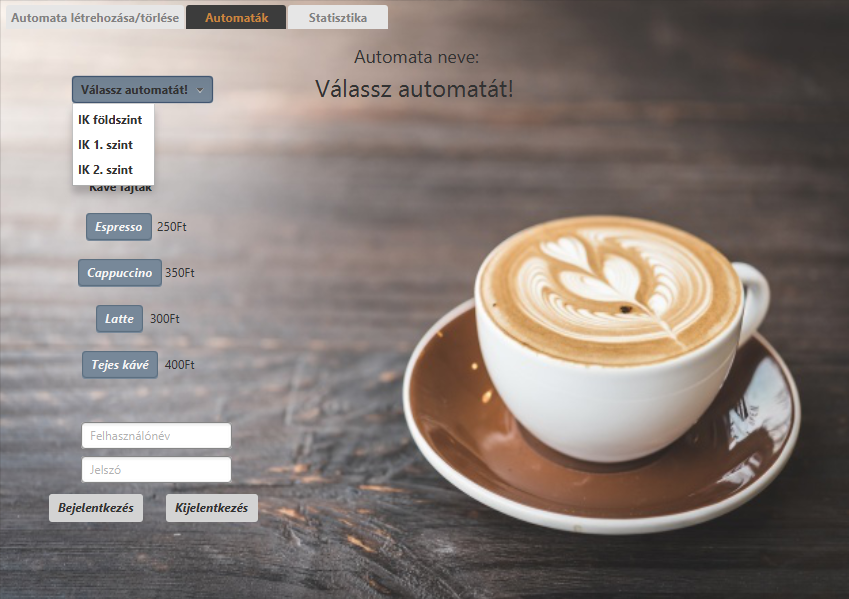 Automata létrehozása/törlése
Automaták
Statisztika
Automata neve:
Válassz automatát!
Válassz automatát!
IK földszint
IK 1. szint
IK 2. szint
Kávé fajták
Espresso 250Ft
Cappuccino 350Ft
Latte 300Ft
Tejes kávé 400Ft
Felhasználónév
Jelszó
Bejelentkezés
Kijelentkezés